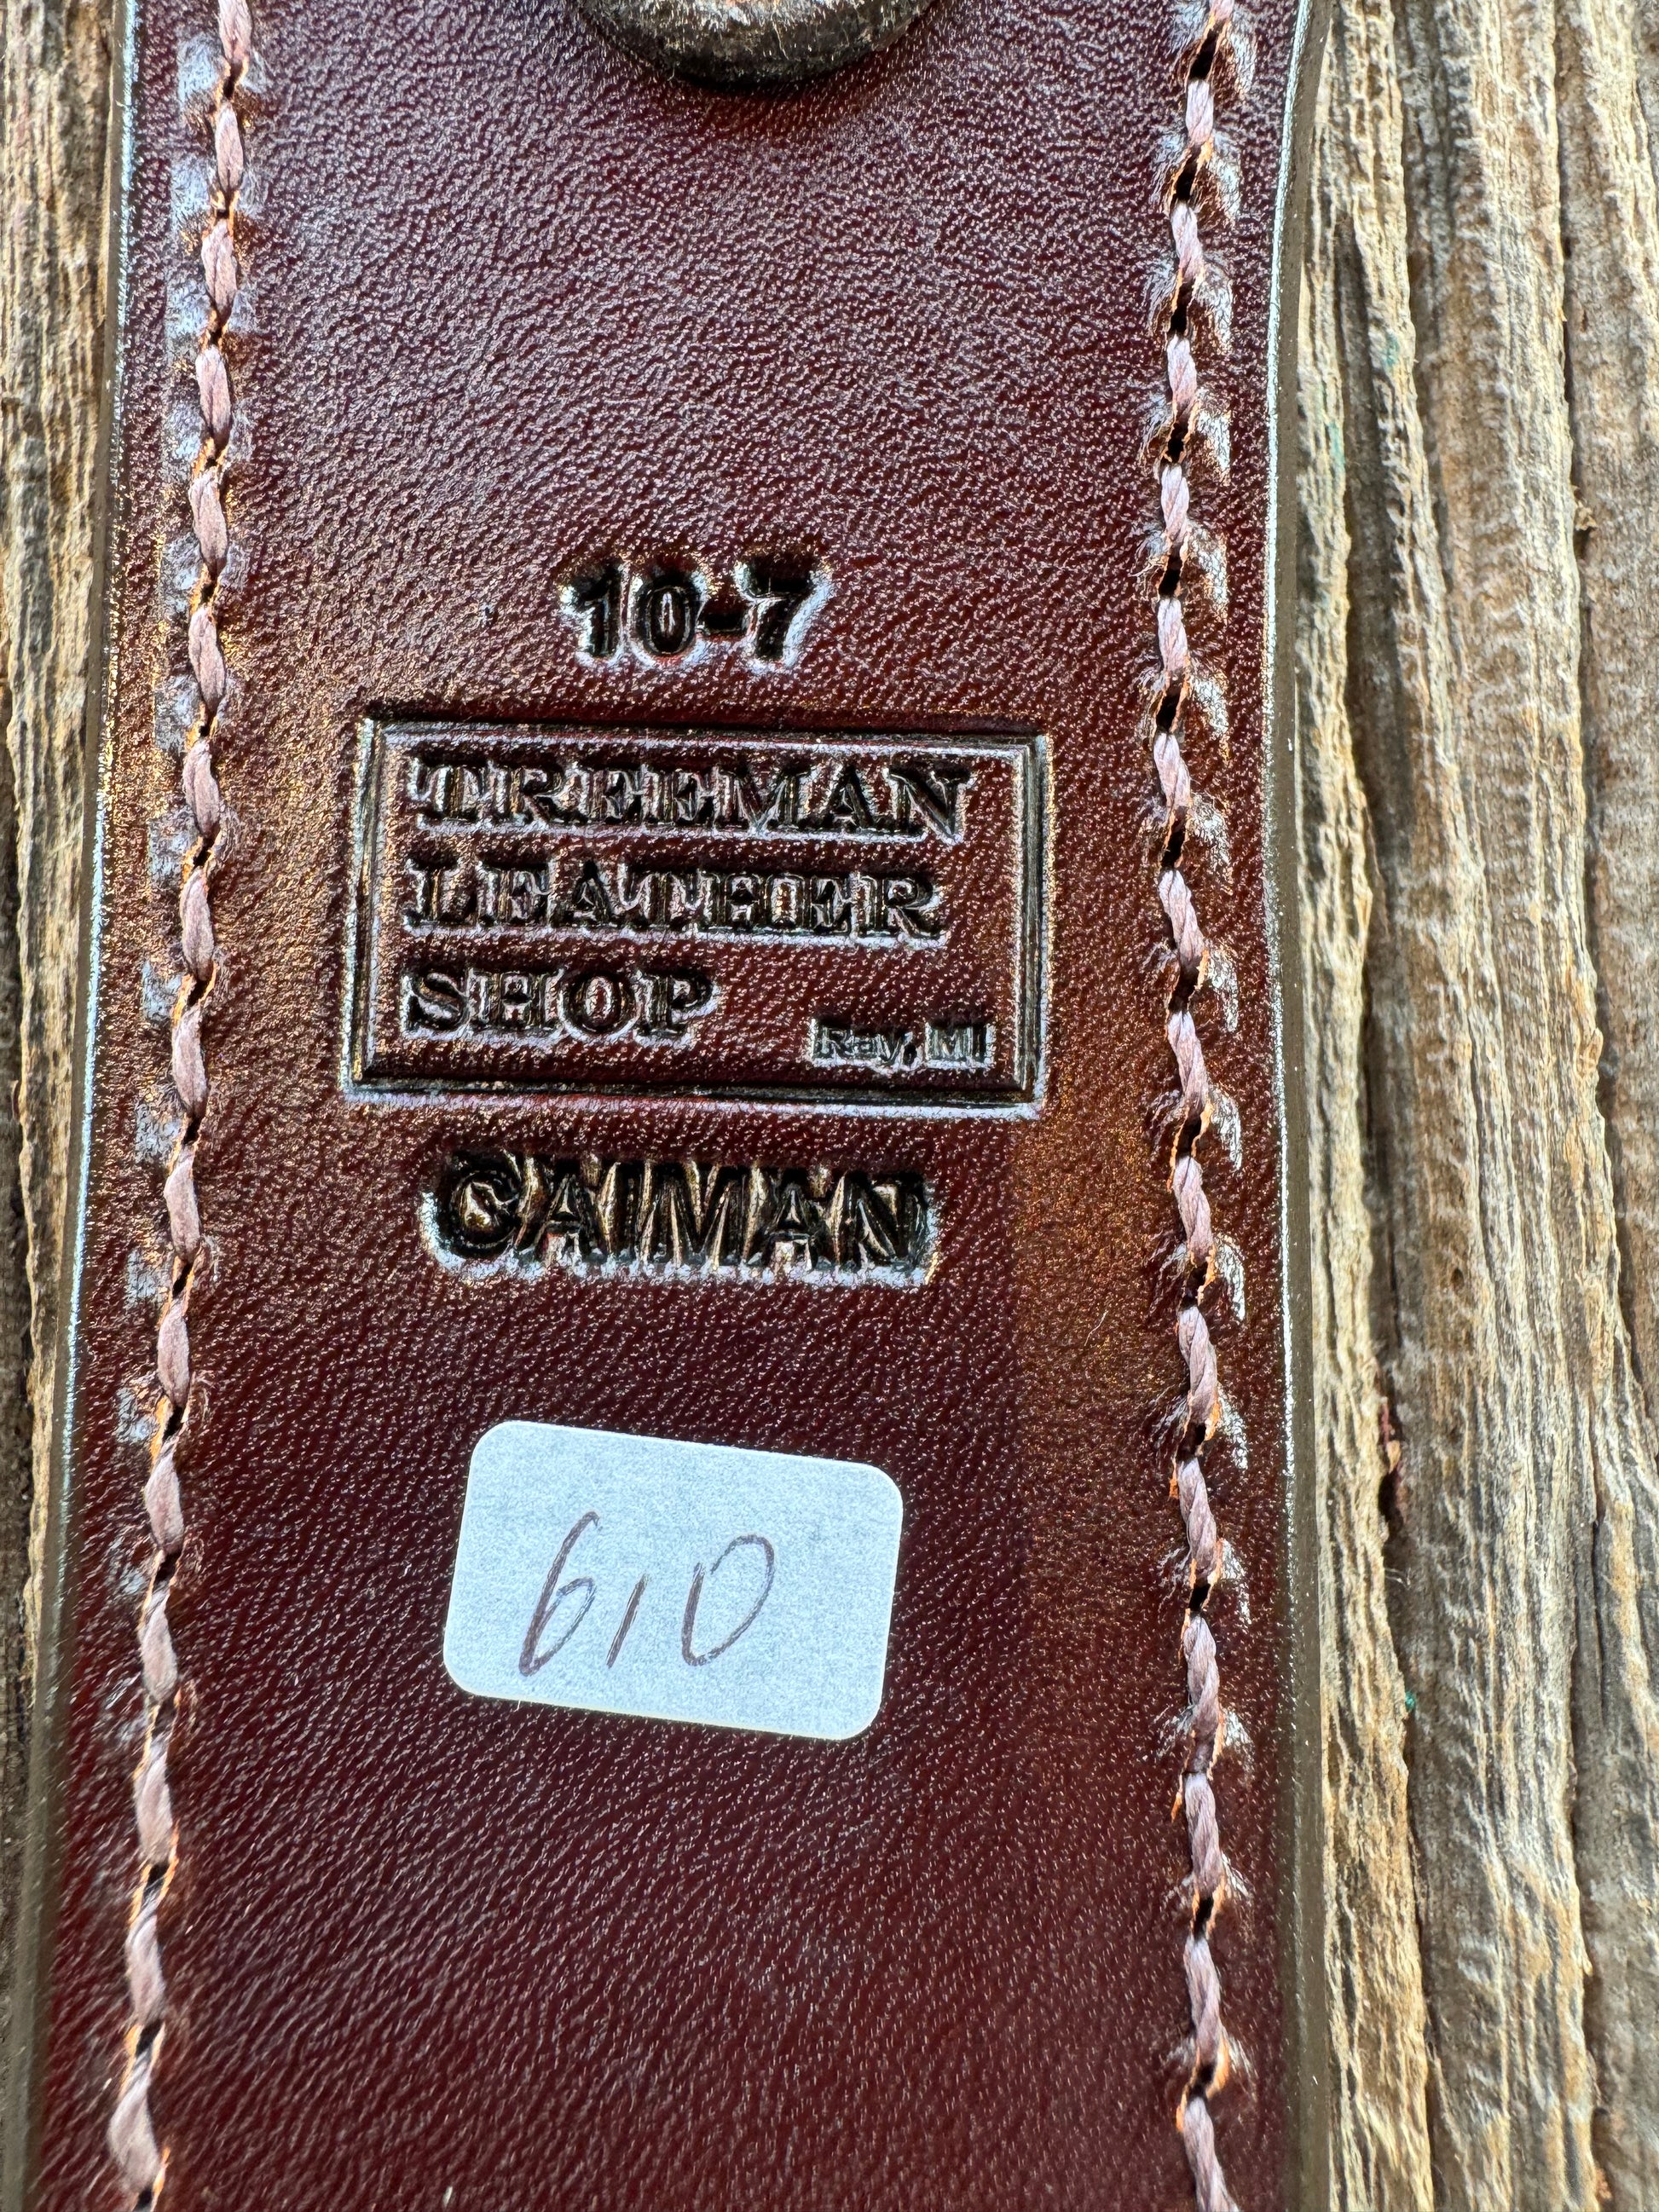 10-7
TREEMAN
LEATHER
SHOP
Ray, MI
CAIMAN
610